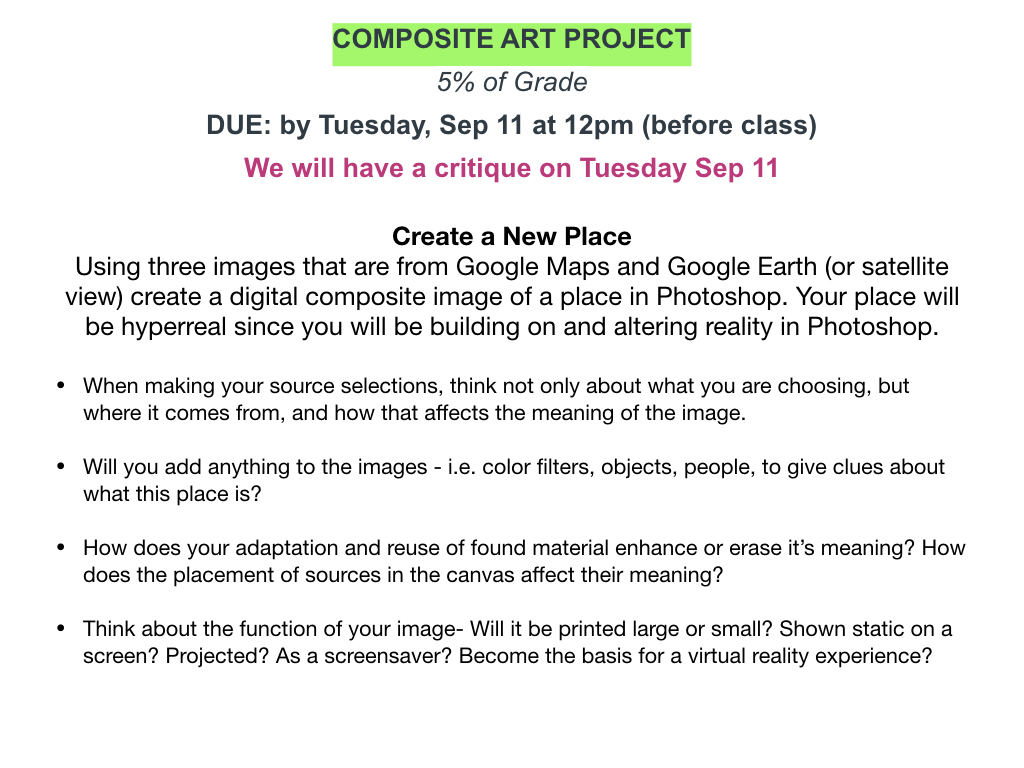 COMPOSITE ART PROJECT
5% of Grade
DUE: by Tuesday, Sep 11 at 12pm (before class)
We will have a critique on Tuesday Sep 11
Create a New Place
Using three images that are from Google Maps and Google Earth (or satellite
view) create a digital composite image of a place in Photoshop. Your place will
be hyperreal since you will be building on and altering reality in Photoshop.
• When making your source selections, think not only about what you are choosing, but
where it comes from, and how that affects the meaning of the image.
• Will you add anything to the images - i.e. color filters, objects, people, to give clues about
what this place is?
• How does your adaptation and reuse of found material enhance or erase it’s meaning? How
does the placement of sources in the canvas affect their meaning?
• Think about the function of your image- Will it be printed large or small? Shown static on a
screen? Projected? As a screensaver? Become the basis for a virtual reality experience?